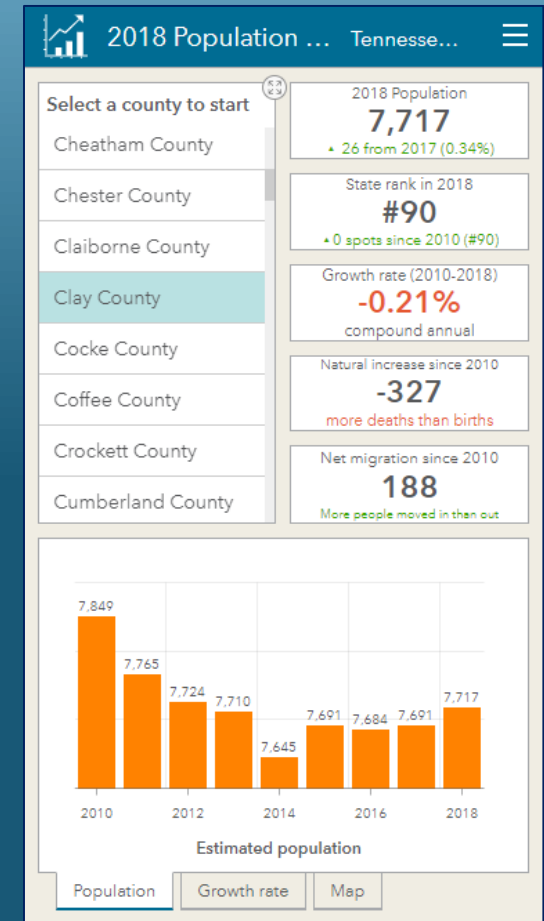 2018 Population ... Tennesse...
Select a county to start
Cheatham County
Chester County
Claiborne County
Clay County
Cocke County
Coffee County
Crockett County
Cumberland County
2018 Population
7,717
▲ 26 from 2017 (0.34%)
State rank in 2018
#90
▲0 spots since 2010 (#90)
Growth rate (2010-2018)
-0.21%
compound annual
Natural increase since 2010
-327
more deaths than births
Net migration since 2010
188
More people moved in than out
7,849
7,765
7,724
7,710
7,645
7,691
7,684
7,691
7,717
2010 2012 2014 2016 2018
Estimated population
Population Growth rate Map